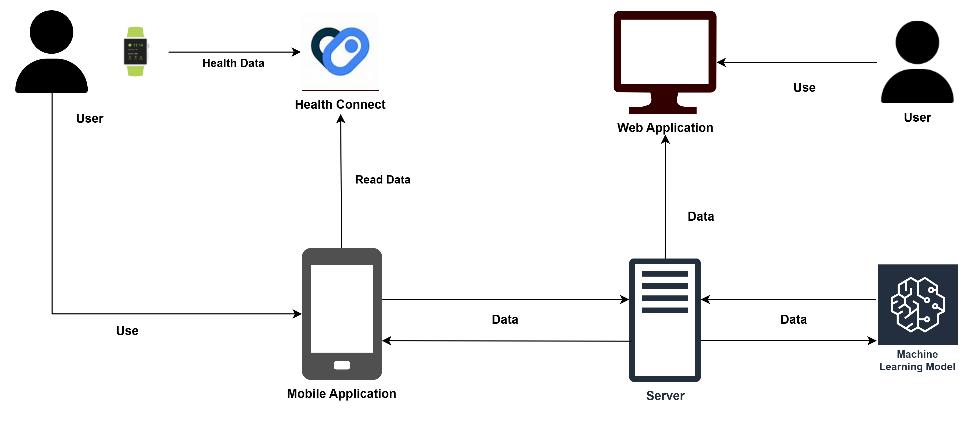 Health Data
Health Connect
User
Use
Web Application
User
Read Data
Data
Use
Data
Data
Mobile Application
Server
Machine
Learning Model